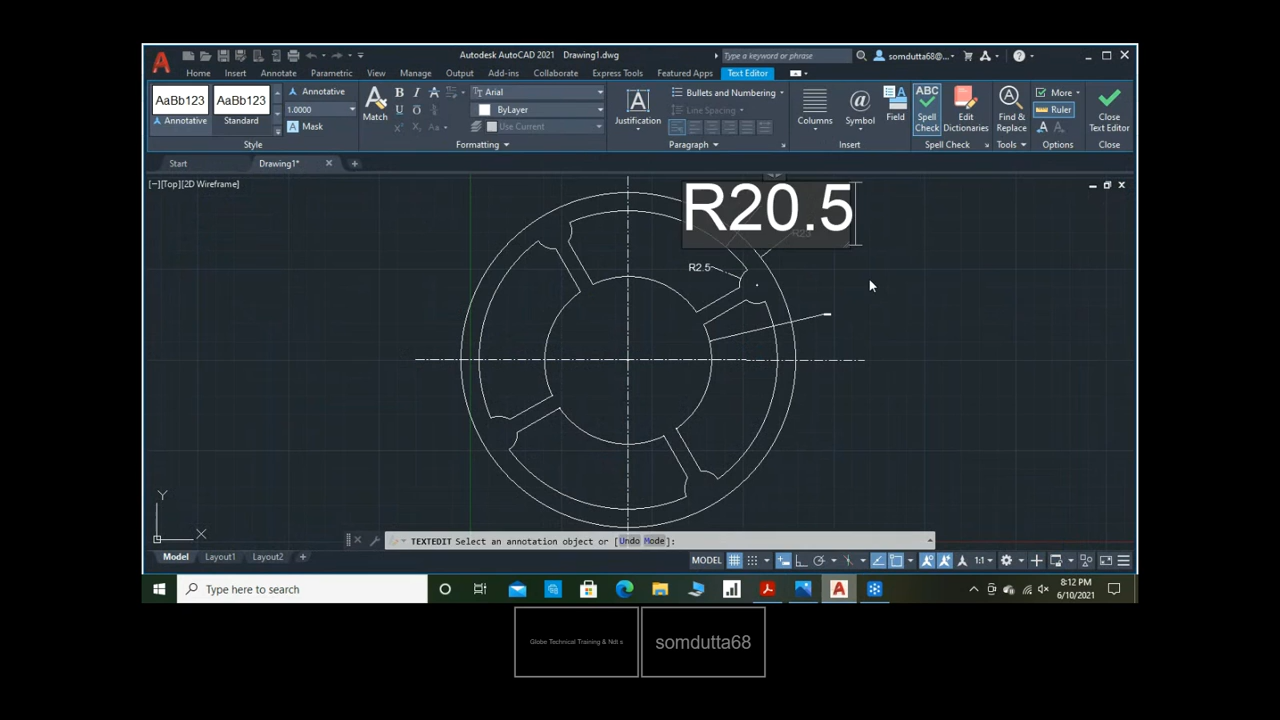 Autodesk AutoCAD 2021 Drawing1.dwg
Type a keyword or phrase
somdutta68@...
Home Insert Annotate Parametric View Manage Output Add-ins Collaborate Express Tools Featured Apps Text Editor
AaBb123 AaBb123
Annotative Standard
Annotative
1.0000
Mask
Style
Match
B I A
U O
Aa
Arial
ByLayer
Use Current
Formatting
A
Justification
Bullets and Numbering
Line Spacing
Paragraph
Columns
@
Symbol
Field
Insert
ABC
Spell Check
Edit Dictionaries
Spell Check
Find & Replace
Tools
More
Ruler
Options
Close Text Editor
Close
Start
Drawing1*
[−][Top][2D Wireframe]
R20.5
R23
R2.5
Y
X
TEXTEDIT Select an annotation object or [Undo Mode]:
Model Layout1 Layout2 +
MODEL
1:1
Type here to search
8:12 PM
6/10/2021
Globe Technical Training & Ndt s
somdutta68